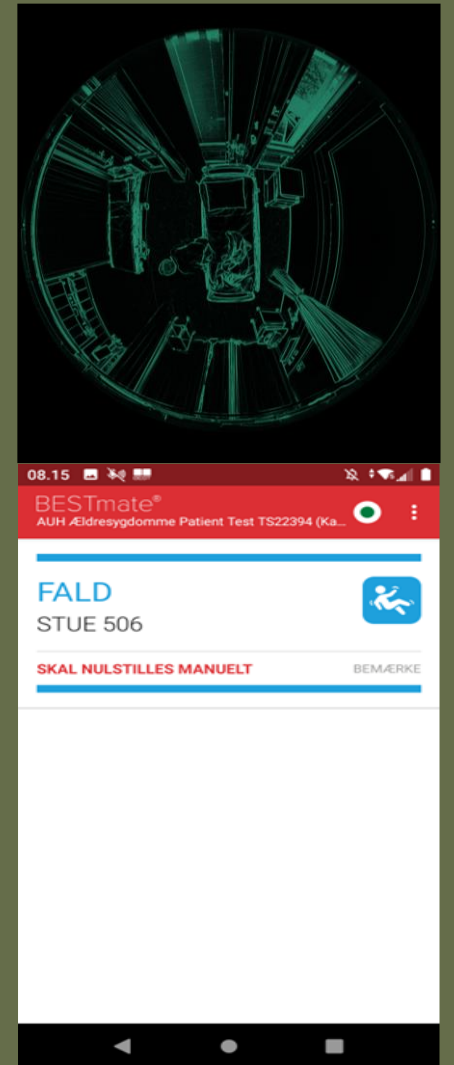 08.15
BESTmate®
AUH Ældresygdomme Patient Test TS22394 (Ka...
FALD
STUE 506
SKAL NULSTILLES MANUELT
BEMÆRKE